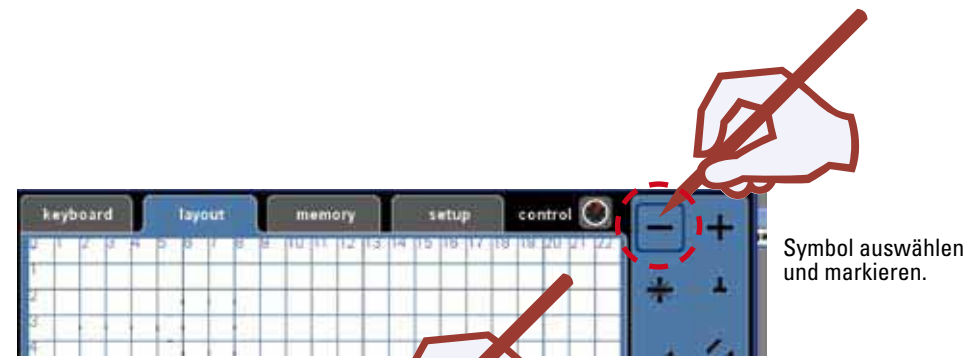 keyboard layout memory setup control
0 1 2 3 4 5 6 7 8 9 10 11 12 13 14 15 16 17 18 19 20 21 22
1
2
3
4
Symbol auswählen
und markieren.